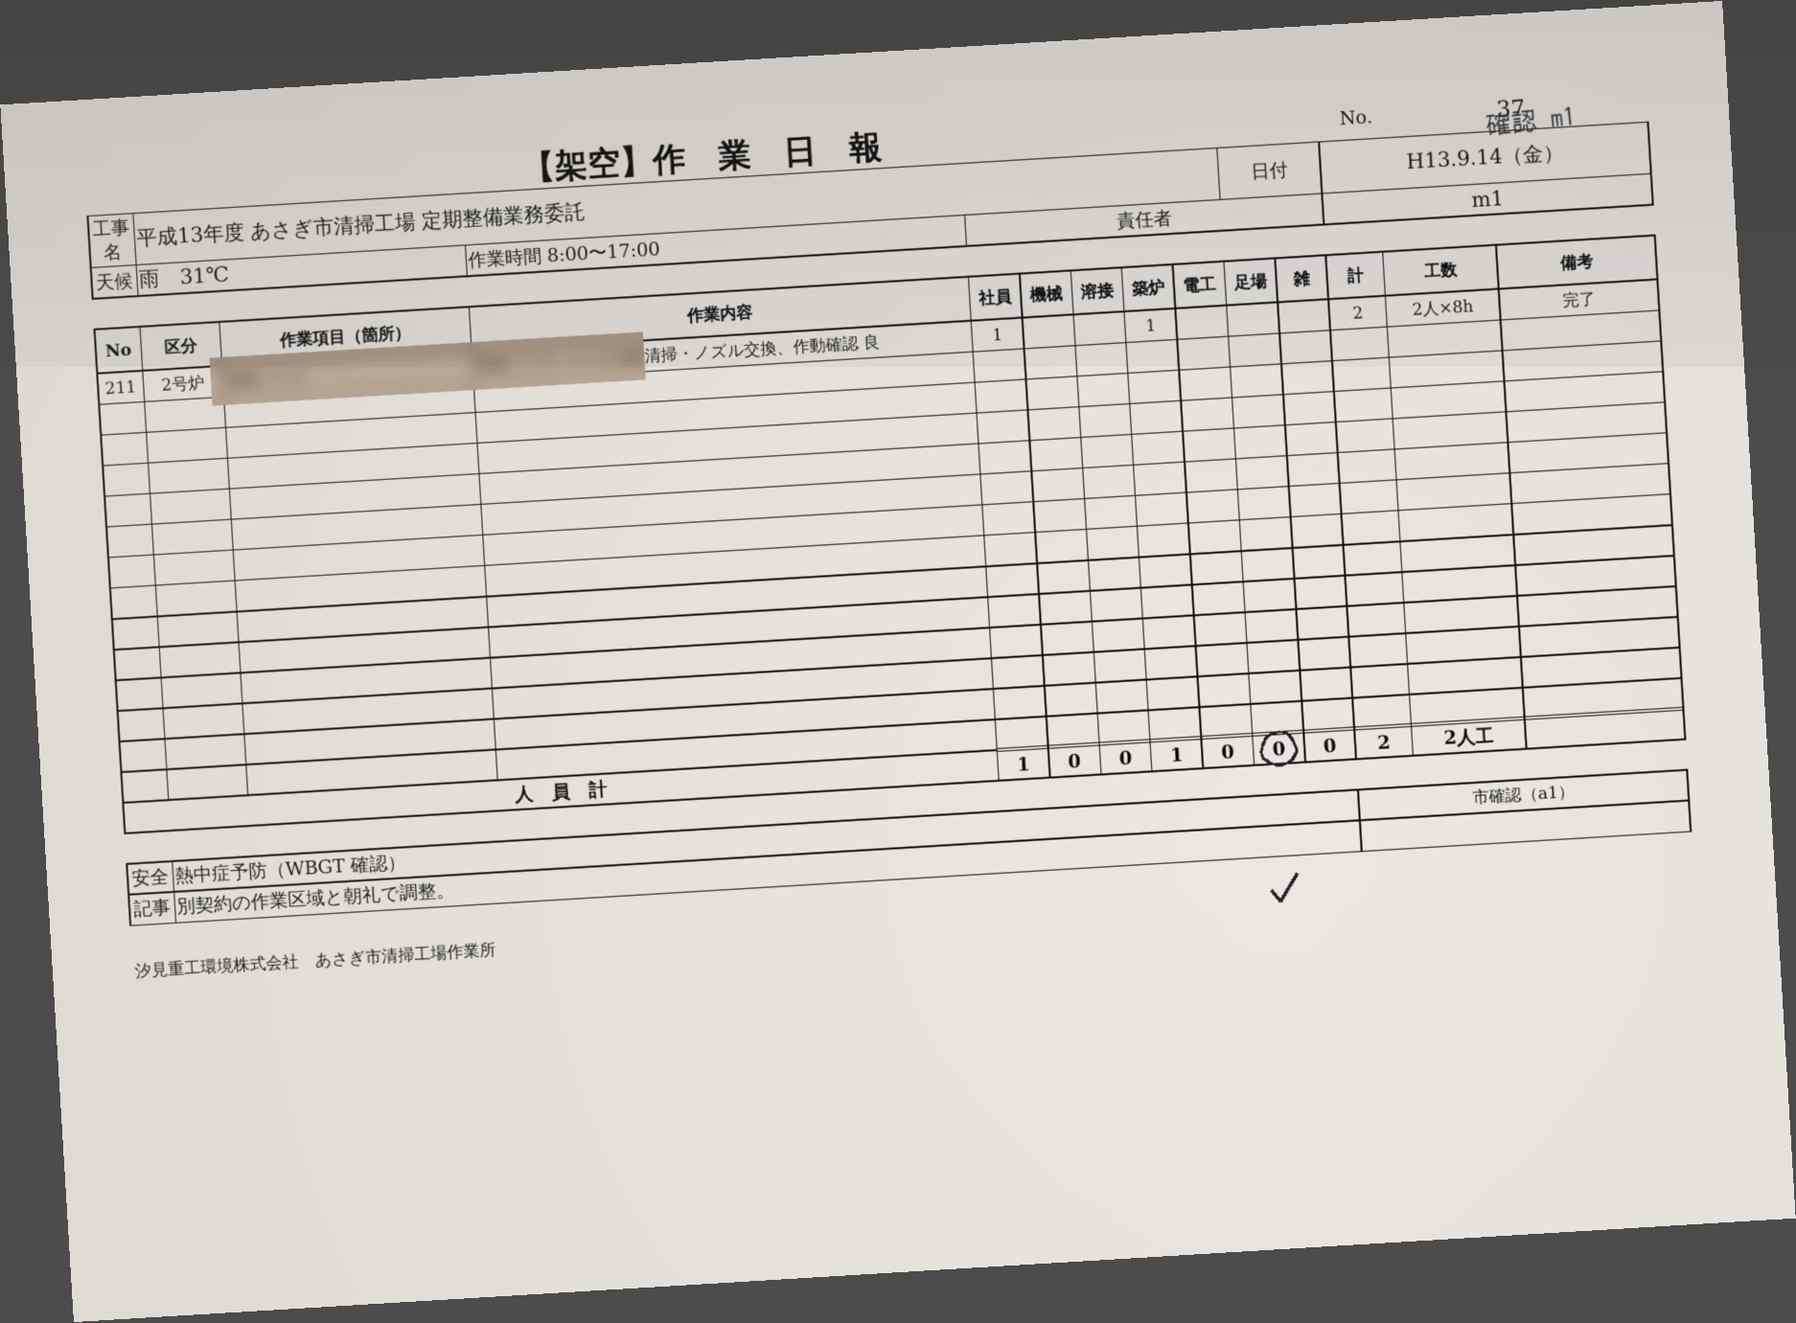 No. 37
確認 m1
【架空】作 業 日 報
工事名 平成13年度 あさぎ市清掃工場 定期整備業務委託 日付 H13.9.14（金）
天候 雨 31℃ 作業時間 8:00〜17:00 責任者 m1
No 区分 作業項目（箇所） 作業内容 社員 機械 溶接 築炉 電工 足場 雑 計 工数 備考
211 2号炉 清掃・ノズル交換、作動確認 良 1 1 2 2人×8h 完了
人 員 計 1 0 0 1 0 0 0 2 2人工
安全 熱中症予防（WBGT 確認） 市確認（a1）
記事 別契約の作業区域と朝礼で調整。
汐見重工環境株式会社 あさぎ市清掃工場作業所